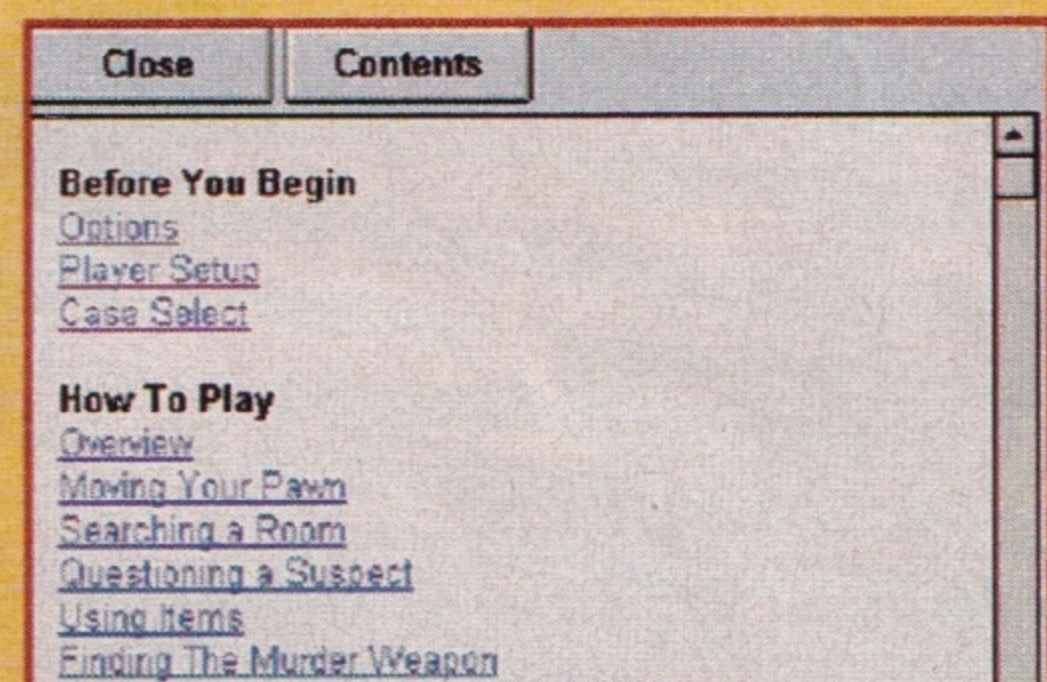 Close Contents
Before You Begin
Options
Player Setup
Case Select
How To Play
Overview
Moving Your Pawn
Searching a Room
Questioning a Suspect
Using Items
Finding The Murder Weapon